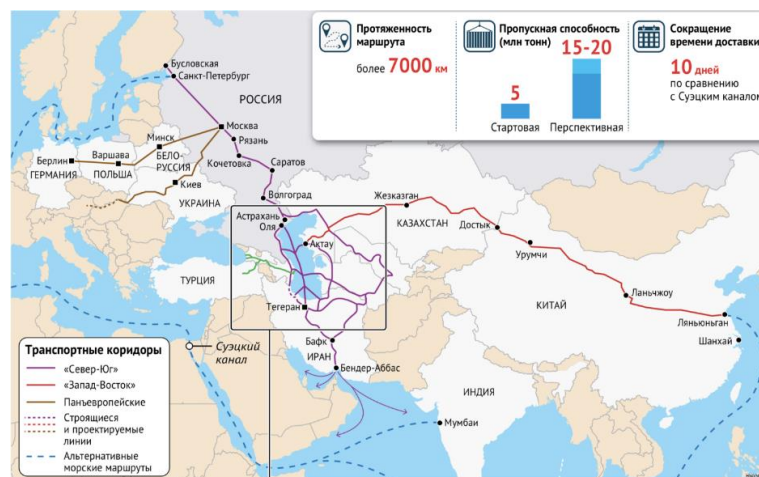 Протяженность
маршрута
более 7000 км
Пропускная способность
(млн тонн)
15-20
5
Стартовая
Перспективная
Сокращение
времени доставки
10 дней
по сравнению
с Суэцким каналом
Бусловская
Санкт-Петербург
РОССИЯ
Москва
Рязань
Минск
БЕЛО-
РУССИЯ
Варшава
Берлин
ГЕРМАНИЯ
ПОЛЬША
Кочетовка
Саратов
Киев
УКРАИНА
Волгоград
Астрахань
Оля
Актау
Жезказган
КАЗАХСТАН
Достык
Урумчи
ТУРЦИЯ
Тегеран
КИТАЙ
Ланьчжоу
Ляньюньган
Шанхай
Суэцкий
канал
Бафк
ИРАН
Бендер-Аббас
ИНДИЯ
Мумбаи
Транспортные коридоры
«Север-Юг»
«Запад-Восток»
Панъевропейские
Строящиеся
и проектируемые
линии
Альтернативные
морские маршруты